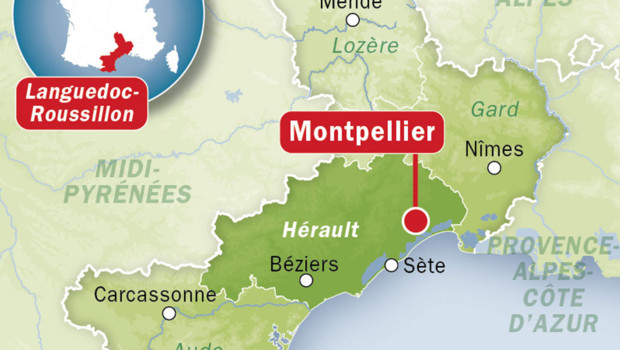 Mende
ALPES
Lozère
Languedoc-
Roussillon
Gard
Montpellier
Nîmes
MIDI-
PYRÉNÉES
Hérault
PROVENCE-
ALPES-
CÔTE
D'AZUR
Béziers
Sète
Carcassonne
Aude